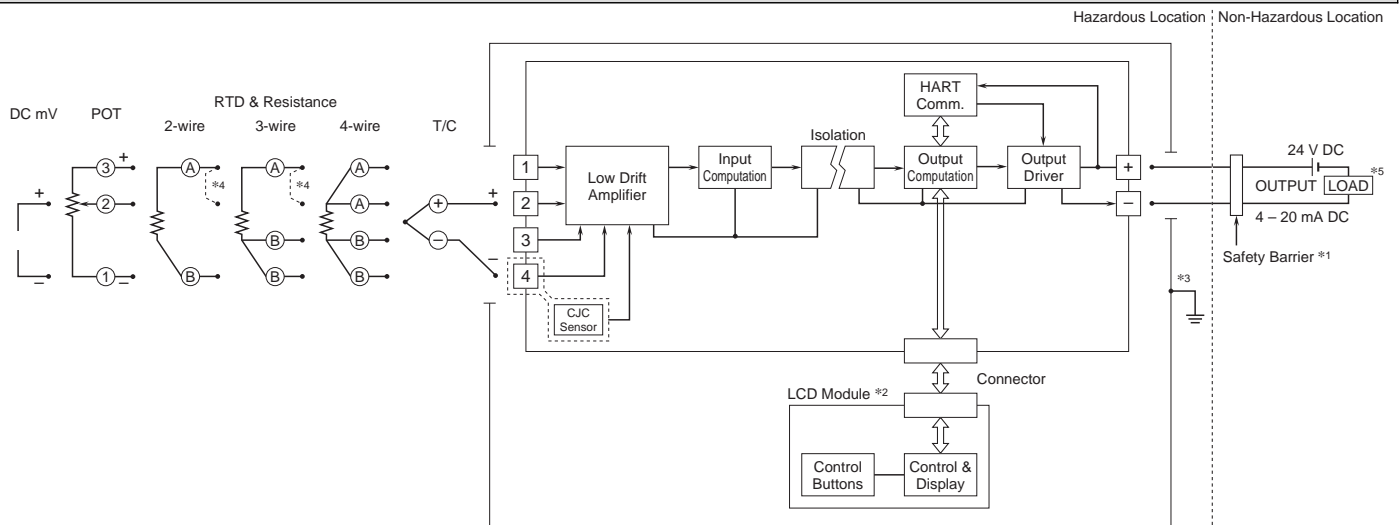 Hazardous Location
Non-Hazardous Location
DC mV
POT
RTD & Resistance
2-wire
3-wire
4-wire
T/C
HART
Comm.
Isolation
1
2
3
4
Low Drift
Amplifier
Input
Computation
Output
Computation
Output
Driver
+
−
24 V DC
OUTPUT
LOAD
*5
4 – 20 mA DC
Safety Barrier *1
*3
CJC
Sensor
+
−
3
+
2
1
−
A
*4
B
A
*4
B
B
A
A
B
B
+
−
+
−
Connector
LCD Module *2
Control
Buttons
Control &
Display